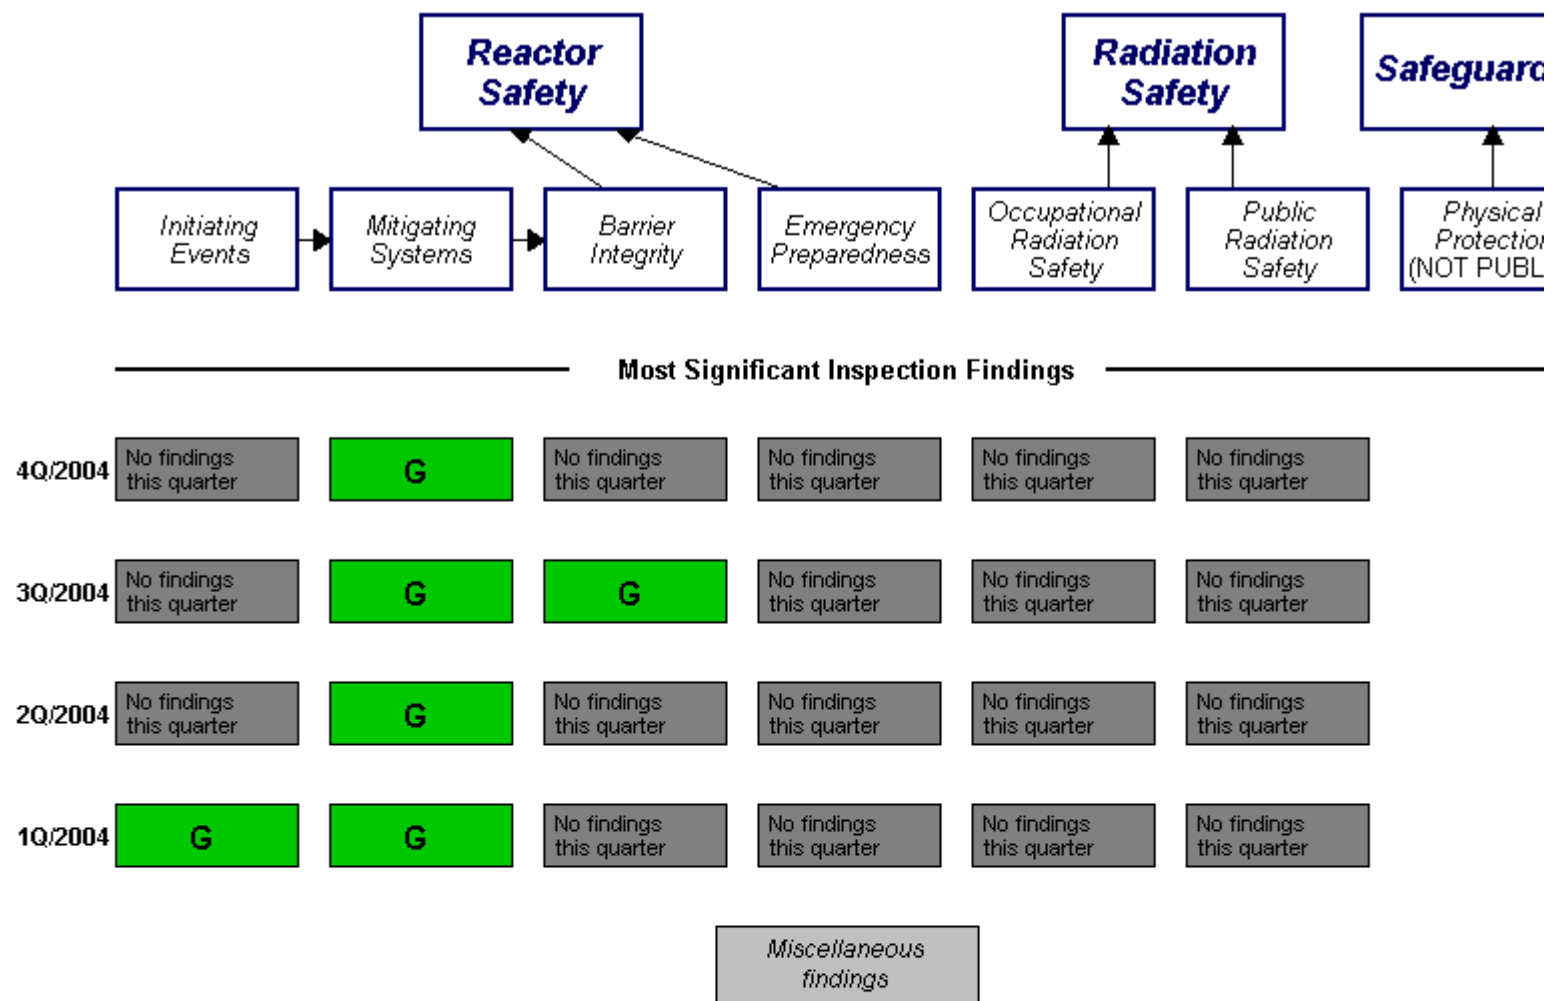 Reactor
Safety
Radiation
Safety
Safeguard
Initiating
Events
Mitigating
Systems
Barrier
Integrity
Emergency
Preparedness
Occupational
Radiation
Safety
Public
Radiation
Safety
Physical
Protection
(NOT PUBL
Most Significant Inspection Findings
4Q/2004
No findings
this quarter
G
No findings
this quarter
No findings
this quarter
No findings
this quarter
No findings
this quarter
3Q/2004
No findings
this quarter
G
G
No findings
this quarter
No findings
this quarter
No findings
this quarter
2Q/2004
No findings
this quarter
G
No findings
this quarter
No findings
this quarter
No findings
this quarter
No findings
this quarter
1Q/2004
G
G
No findings
this quarter
No findings
this quarter
No findings
this quarter
No findings
this quarter
Miscellaneous
findings